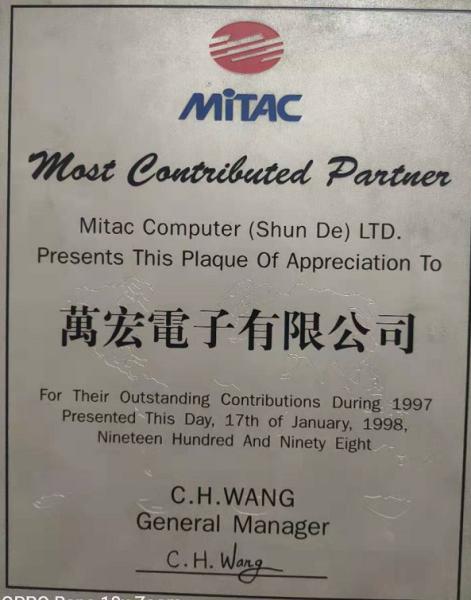 MiTAC
Most Contributed Partner
Mitac Computer (Shun De) LTD.
Presents This Plaque Of Appreciation To
萬宏電子有限公司
For Their Outstanding Contributions During 1997
Presented This Day, 17th of January, 1998,
Nineteen Hundred And Ninety Eight
C.H.WANG
General Manager
C.H. Wang